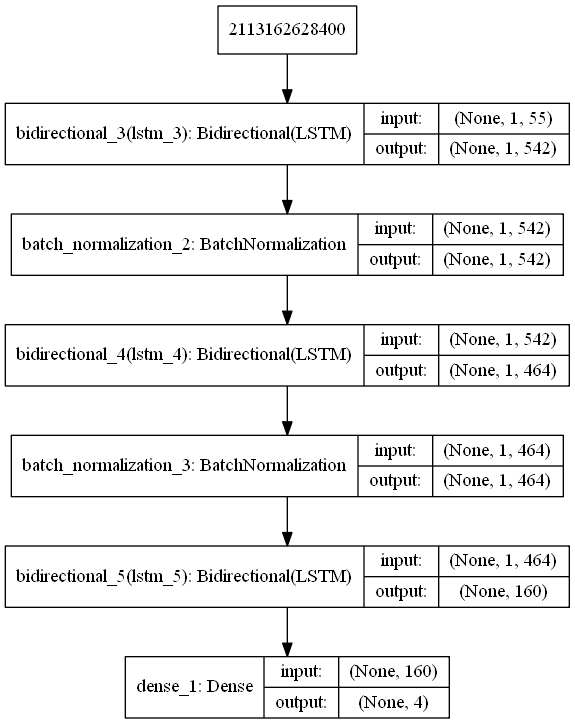 2113162628400
bidirectional_3(lstm_3): Bidirectional(LSTM)
input:
(None, 1, 55)
output:
(None, 1, 542)
batch_normalization_2: BatchNormalization
input:
(None, 1, 542)
output:
(None, 1, 542)
bidirectional_4(lstm_4): Bidirectional(LSTM)
input:
(None, 1, 542)
output:
(None, 1, 464)
batch_normalization_3: BatchNormalization
input:
(None, 1, 464)
output:
(None, 1, 464)
bidirectional_5(lstm_5): Bidirectional(LSTM)
input:
(None, 1, 464)
output:
(None, 160)
dense_1: Dense
input:
(None, 160)
output:
(None, 4)